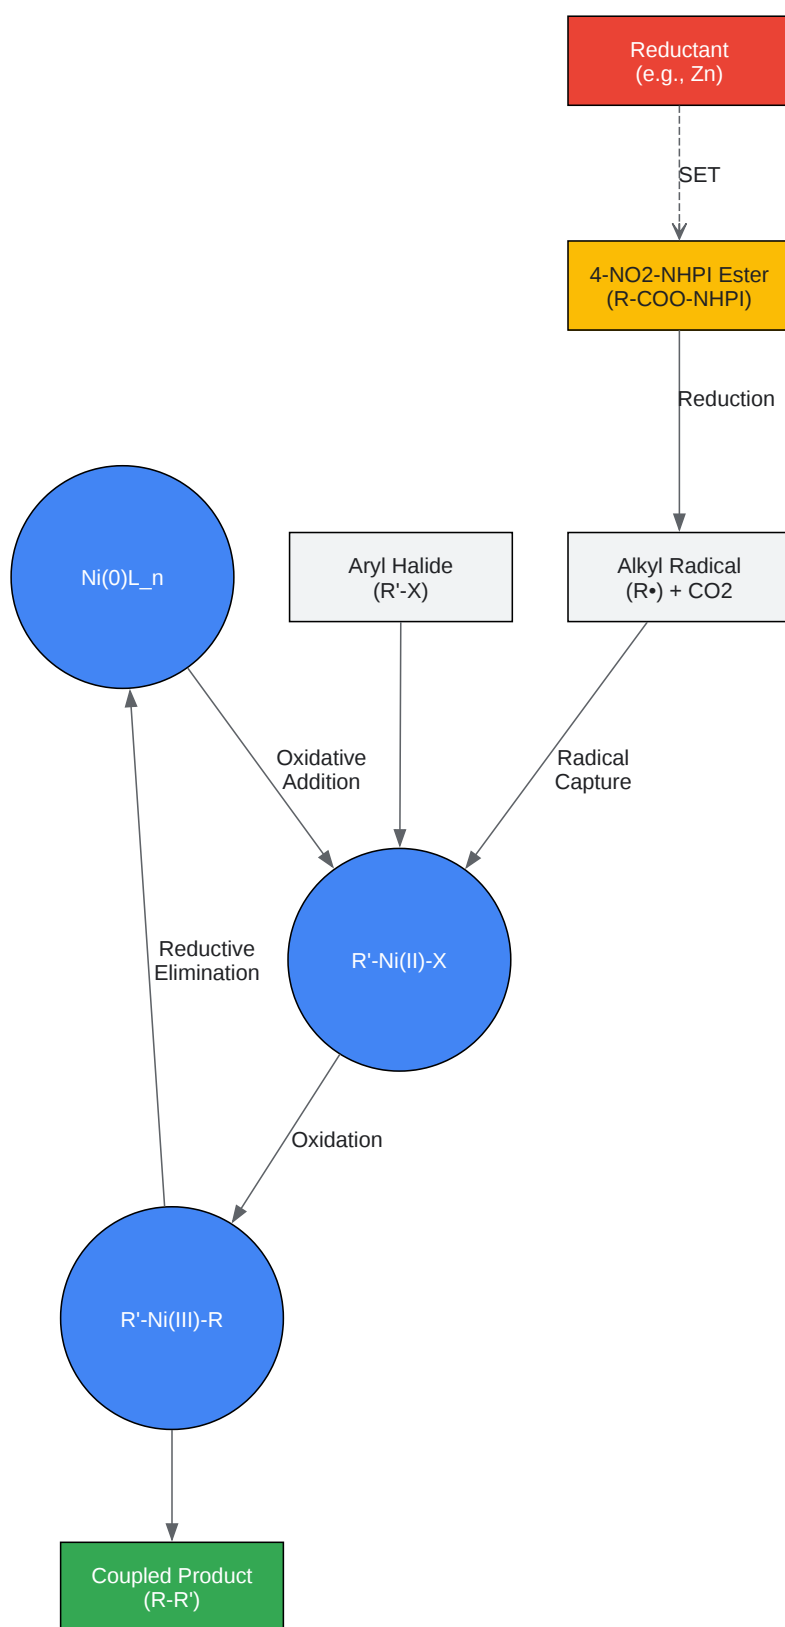 Reductant
(e.g., Zn)
SET
4-NO2-NHPI Ester
(R-COO-NHPI)
Reduction
Ni(0)L_n
Aryl Halide
(R'-X)
Alkyl Radical
(R•) + CO2
Oxidative
Addition
Radical
Capture
Reductive
Elimination
R'-Ni(II)-X
Oxidation
R'-Ni(III)-R
Coupled Product
(R-R')